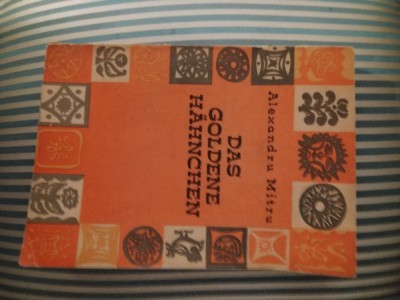 Alexandru Mitru
DAS
GOLDENE
HÄHNCHEN